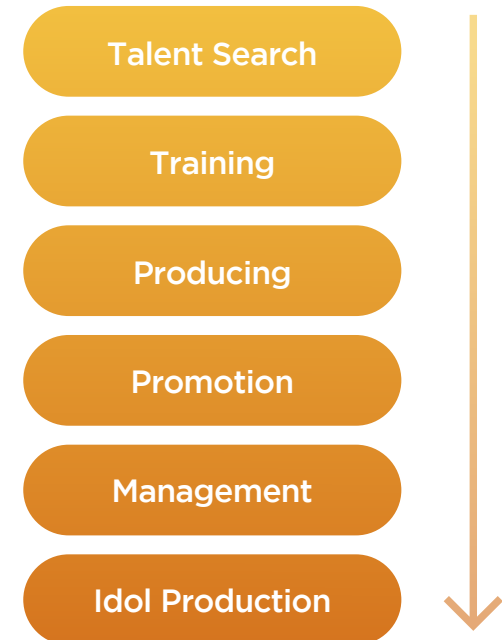 Talent Search
Training
Producing
Promotion
Management
Idol Production